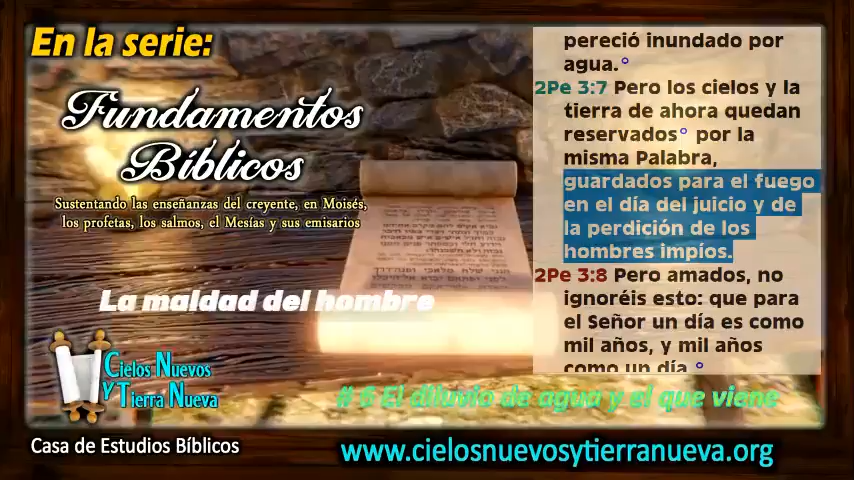 En la serie:
Fundamentos
Bíblicos
Sustentando las enseñanzas del creyente, en Moisés,
los profetas, los salmos, el Mesías y sus emisarios
La maldad del hombre
Cielos Nuevos
Y Tierra Nueva
Casa de Estudios Bíblicos
pereció inundado por
agua.°
2Pe 3:7 Pero los cielos y la
tierra de ahora quedan
reservados° por la
misma Palabra,
guardados para el fuego
en el día del juicio y de
la perdición de los
hombres impíos.
2Pe 3:8 Pero amados, no
ignoréis esto: que para
el Señor un día es como
mil años, y mil años
como un día.°
# 6 El diluvio de agua y el que viene
www.cielosnuevosytierranueva.org